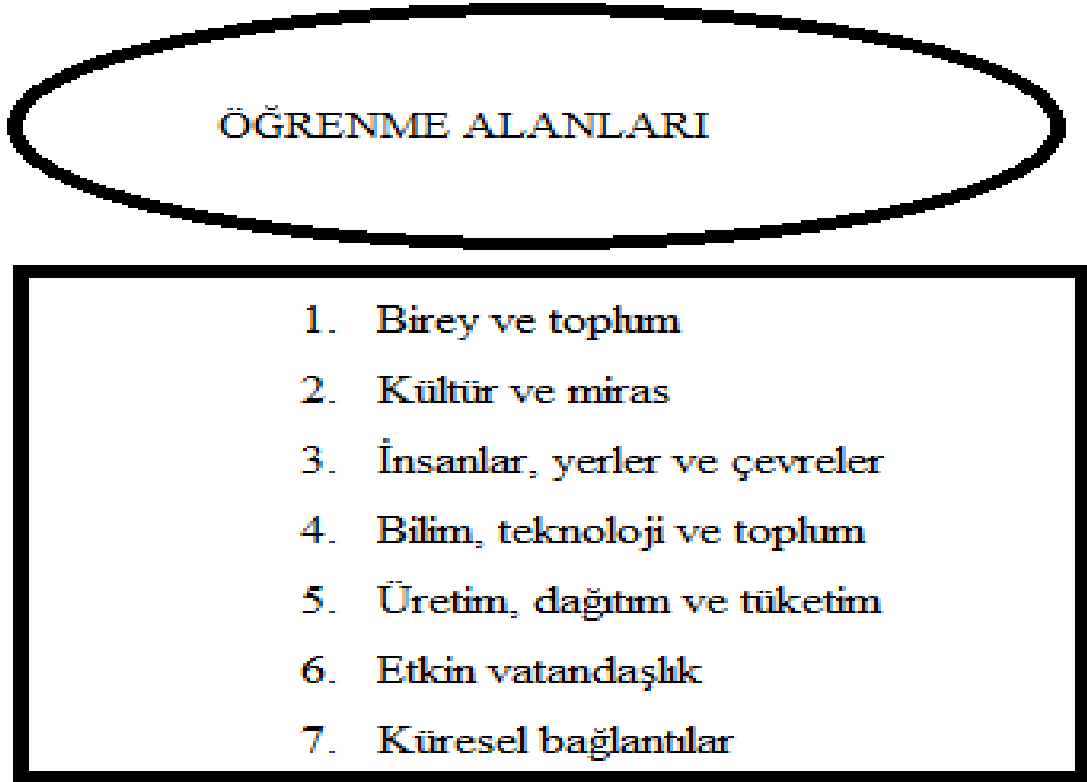 ÖĞRENME ALANLARI
1. Birey ve toplum
2. Kültür ve miras
3. İnsanlar, yerler ve çevreler
4. Bilim, teknoloji ve toplum
5. Üretim, dağıtım ve tüketim
6. Etkin vatandaşlık
7. Küresel bağlantılar